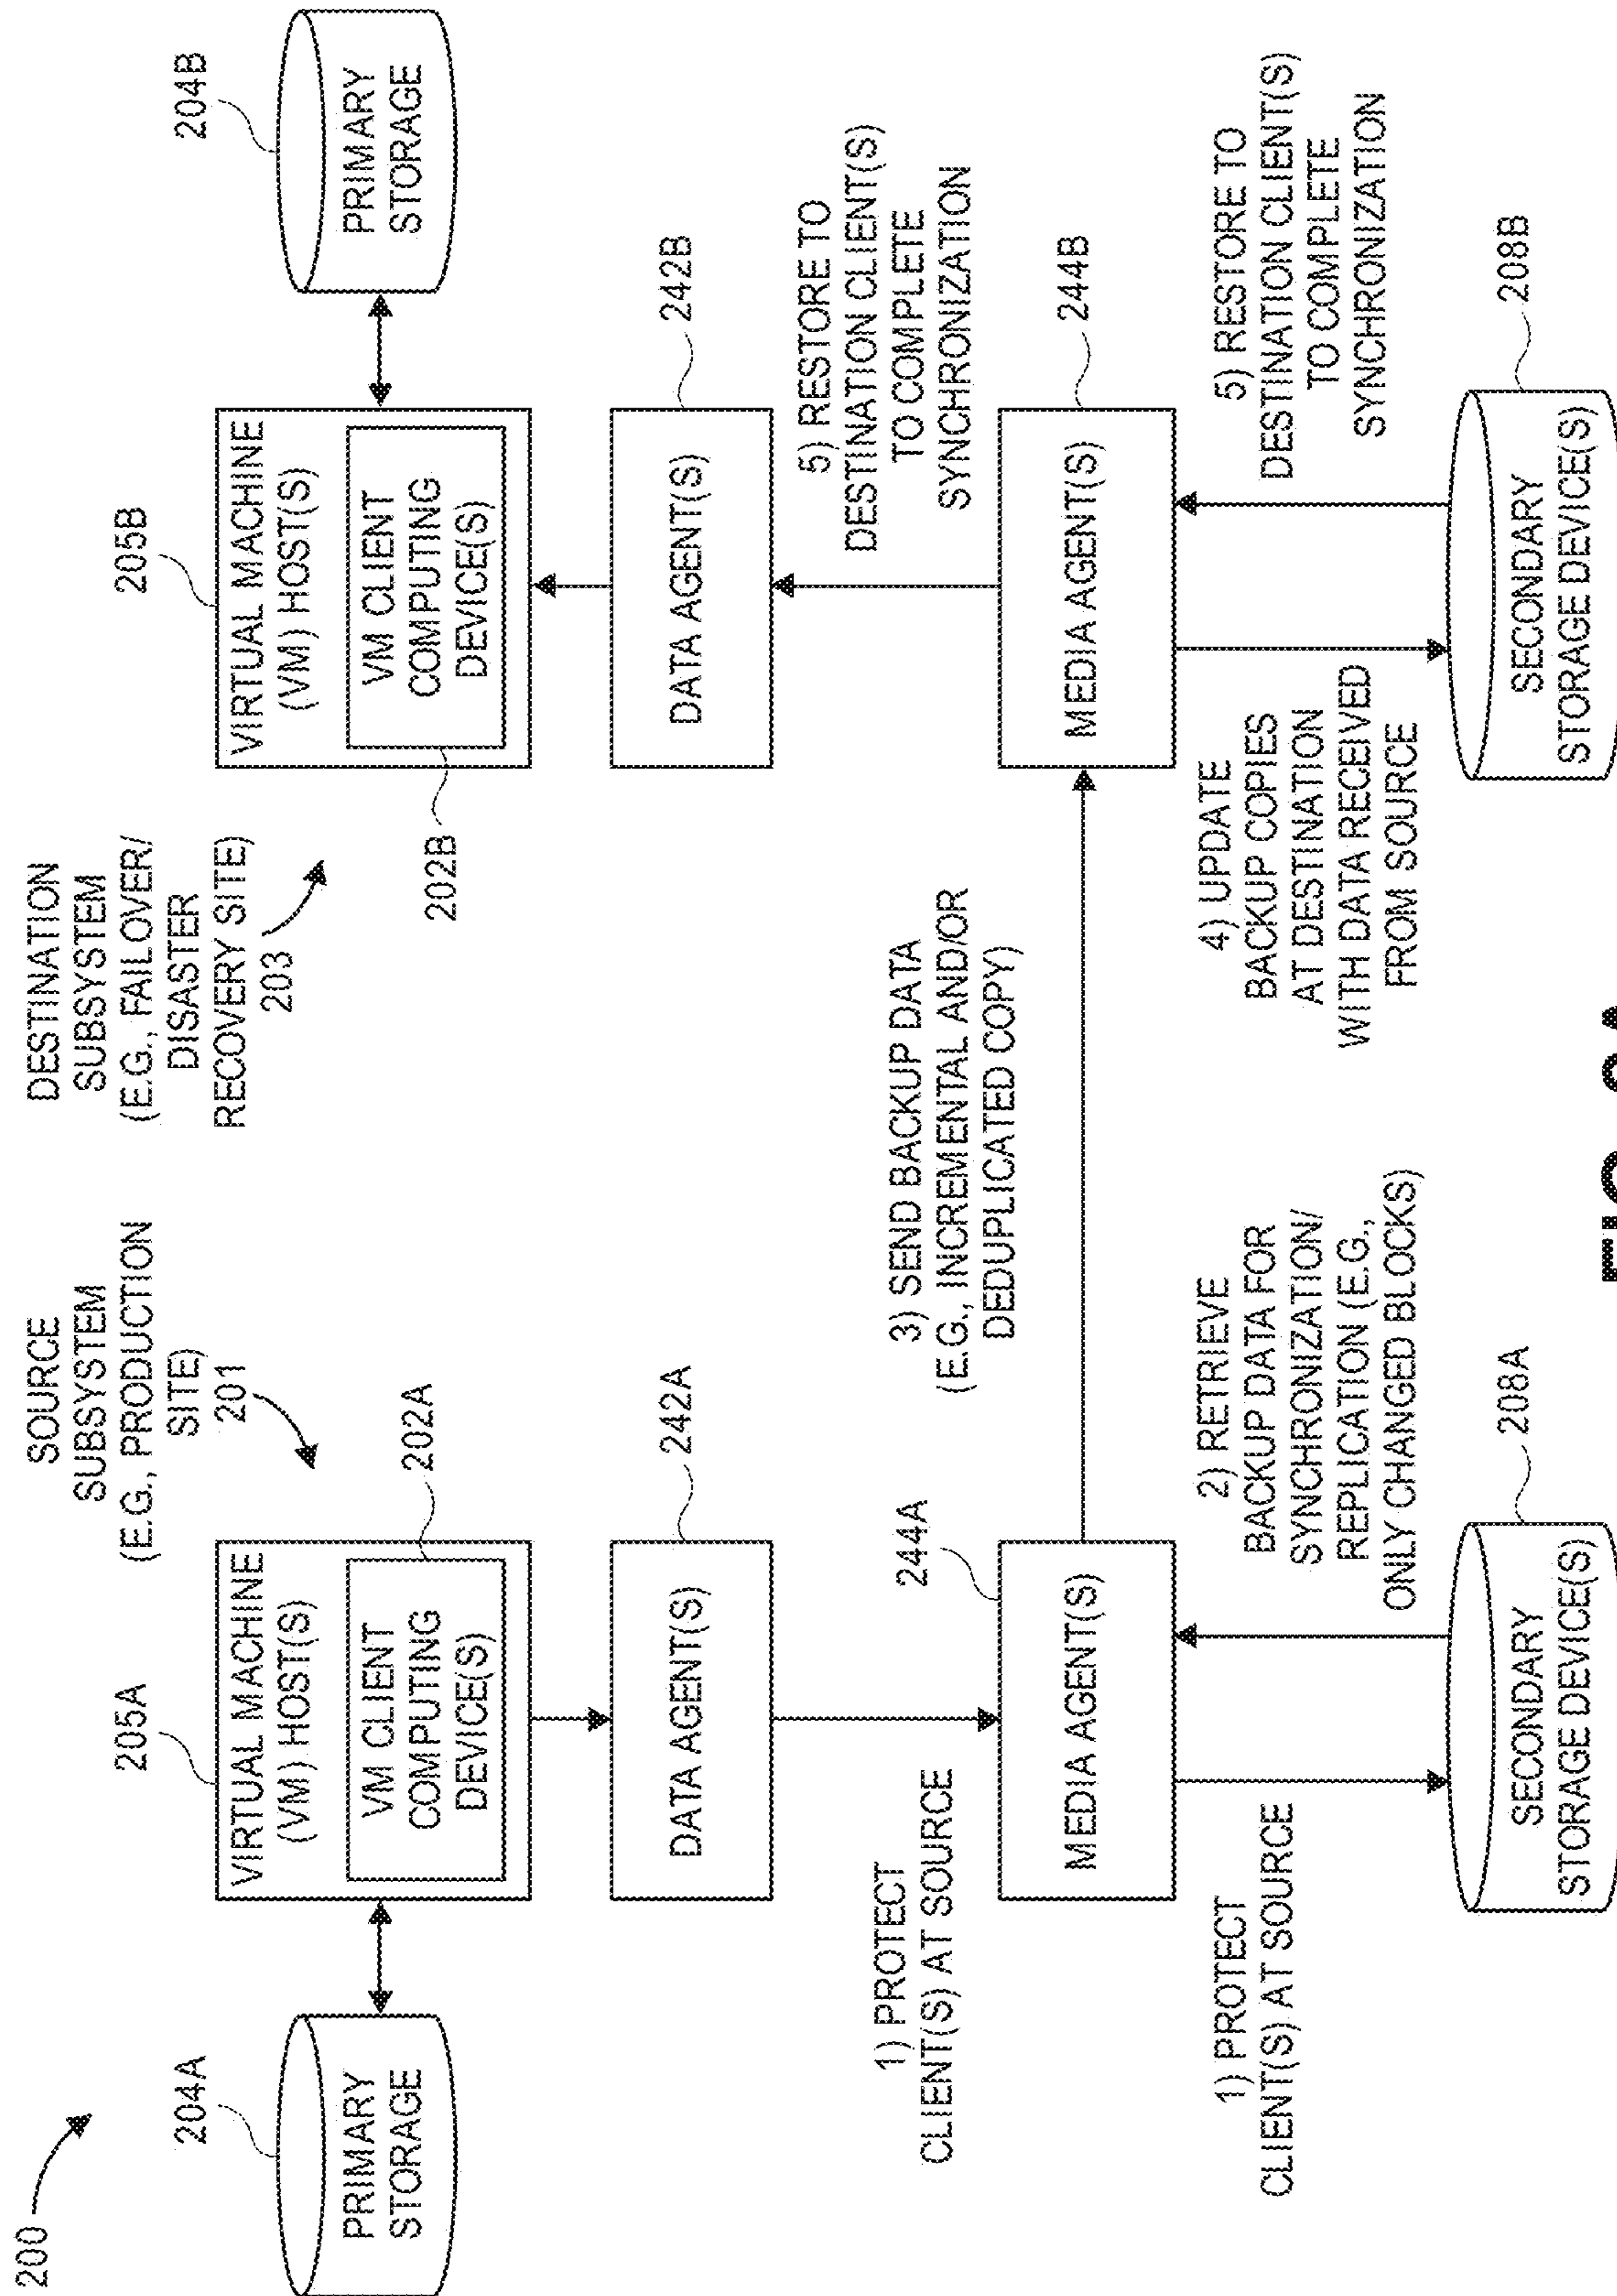 200
SOURCE
SUBSYSTEM
(E.G., PRODUCTION
SITE)
201
DESTINATION
SUBSYSTEM
(E.G., FAILOVER/
DISASTER
RECOVERY SITE)
203
204A
PRIMARY
STORAGE
205A
VIRTUAL MACHINE
(VM) HOST(S)
VM CLIENT
COMPUTING
DEVICE(S)
202A
202B
205B
VIRTUAL MACHINE
(VM) HOST(S)
VM CLIENT
COMPUTING
DEVICE(S)
204B
PRIMARY
STORAGE
DATA AGENT(S)
242A
DATA AGENT(S)
242B
1) PROTECT
CLIENT(S) AT SOURCE
244A
3) SEND BACKUP DATA
(E.G., INCREMENTAL AND/OR
DEDUPLICATED COPY)
5) RESTORE TO
DESTINATION CLIENT(S)
TO COMPLETE
SYNCHRONIZATION
MEDIA AGENT(S)
MEDIA AGENT(S)
244B
1) PROTECT
CLIENT(S) AT SOURCE
2) RETRIEVE
BACKUP DATA FOR
SYNCHRONIZATION/
REPLICATION (E.G.,
ONLY CHANGED BLOCKS)
4) UPDATE
BACKUP COPIES
AT DESTINATION
WITH DATA RECEIVED
FROM SOURCE
5) RESTORE TO
DESTINATION CLIENT(S)
TO COMPLETE
SYNCHRONIZATION
SECONDARY
STORAGE DEVICE(S)
208A
SECONDARY
STORAGE DEVICE(S)
208B